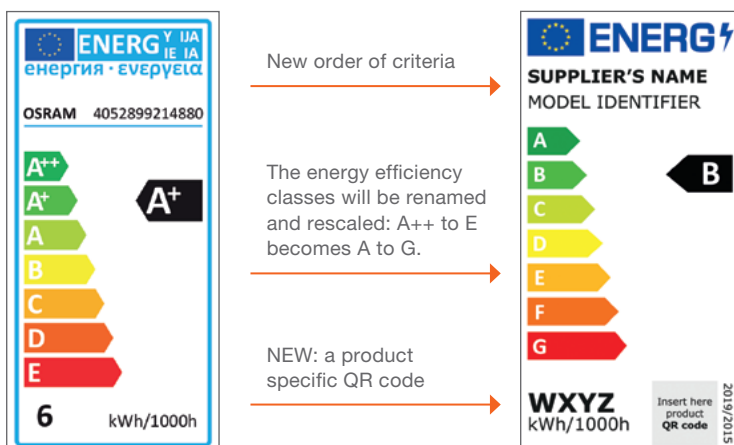 ENERG Y IJA
IE IA
енергия · ενεργεια
OSRAM 4052899214880
A++
A+
A
B
C
D
E
A+
6 kWh/1000h
New order of criteria
The energy efficiency
classes will be renamed
and rescaled: A++ to E
becomes A to G.
NEW: a product
specific QR code
ENERG
SUPPLIER'S NAME
MODEL IDENTIFIER
A
B
C
D
E
F
G
B
WXYZ
kWh/1000h
Insert here
product
QR code
2019/2015